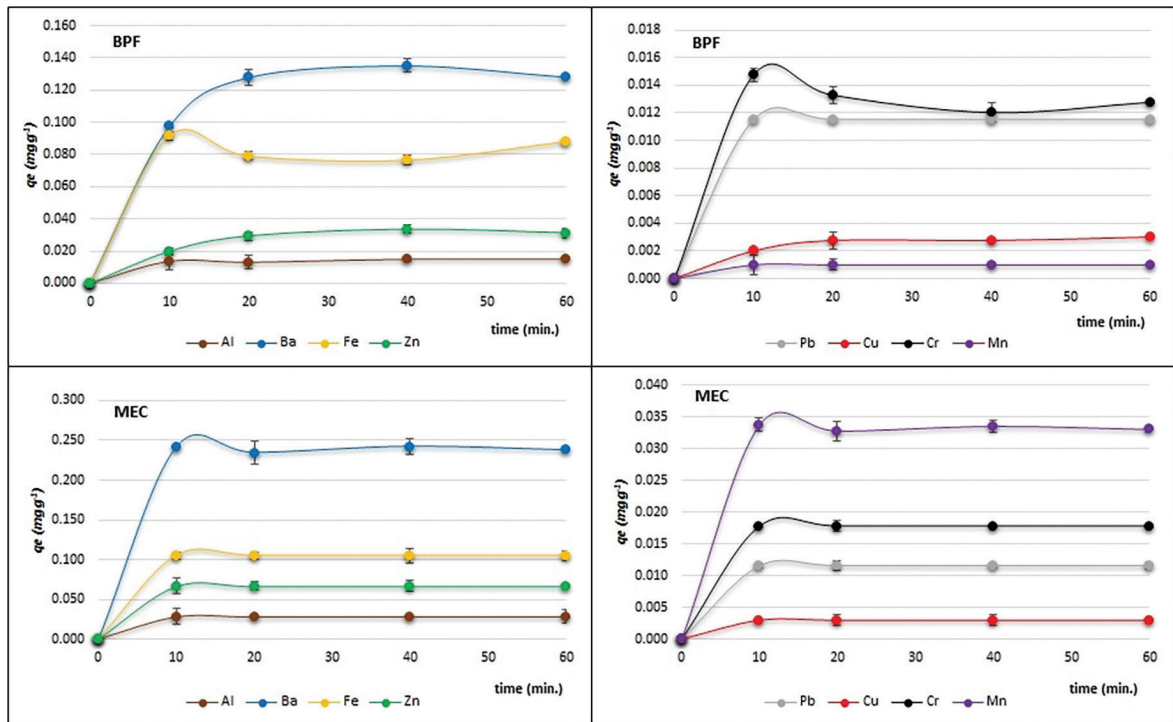 BPF
qe (mgg-1)
0.160
0.140
0.120
0.100
0.080
0.060
0.040
0.020
0.000
0 10 20 30 40 50 60
time (min.)
Al Ba Fe Zn
BPF
qe (mgg-1)
0.018
0.016
0.014
0.012
0.010
0.008
0.006
0.004
0.002
0.000
0 10 20 30 40 50 60
time (min.)
Pb Cu Cr Mn
MEC
qe (mgg-1)
0.300
0.250
0.200
0.150
0.100
0.050
0.000
0 10 20 30 40 50 60
time (min.)
Al Ba Fe Zn
MEC
qe (mgg-1)
0.040
0.035
0.030
0.025
0.020
0.015
0.010
0.005
0.000
0 10 20 30 40 50 60
time (min.)
Pb Cu Cr Mn